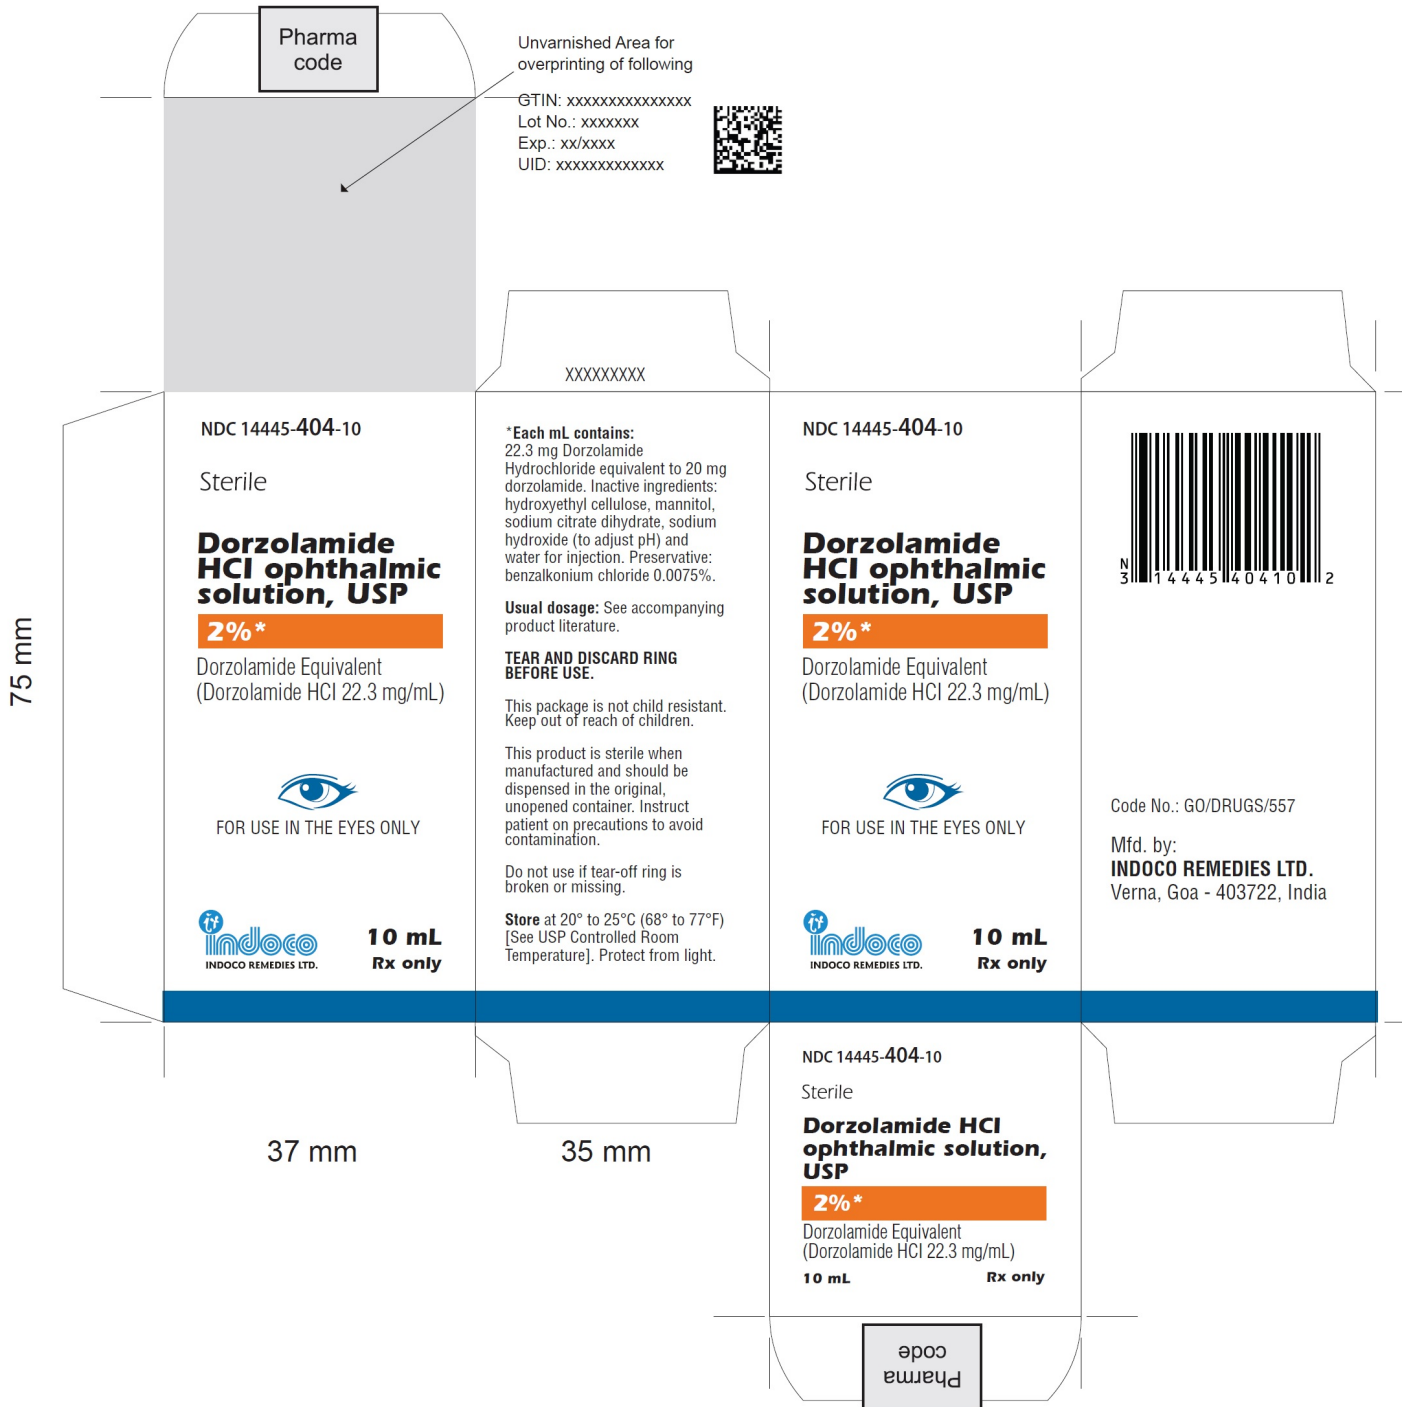 Pharma
code
Unvarnished Area for
overprinting of following
GTIN: xxxxxxxxxxxxxxx
Lot No.: xxxxxxx
Exp.: xx/xxxx
UID: xxxxxxxxxxxxx
XXXXXXXXX
75 mm
NDC 14445-404-10
Sterile
Dorzolamide
HCl ophthalmic
solution, USP
2%*
Dorzolamide Equivalent
(Dorzolamide HCl 22.3 mg/mL)
FOR USE IN THE EYES ONLY
indoco
INDOCO REMEDIES LTD.
10 mL
Rx only
*Each mL contains:
22.3 mg Dorzolamide
Hydrochloride equivalent to 20 mg
dorzolamide. Inactive ingredients:
hydroxyethyl cellulose, mannitol,
sodium citrate dihydrate, sodium
hydroxide (to adjust pH) and
water for injection. Preservative:
benzalkonium chloride 0.0075%.
Usual dosage: See accompanying
product literature.
TEAR AND DISCARD RING
BEFORE USE.
This package is not child resistant.
Keep out of reach of children.
This product is sterile when
manufactured and should be
dispensed in the original,
unopened container. Instruct
patient on precautions to avoid
contamination.
Do not use if tear-off ring is
broken or missing.
Store at 20° to 25°C (68° to 77°F)
[See USP Controlled Room
Temperature]. Protect from light.
NDC 14445-404-10
Sterile
Dorzolamide
HCl ophthalmic
solution, USP
2%*
Dorzolamide Equivalent
(Dorzolamide HCl 22.3 mg/mL)
FOR USE IN THE EYES ONLY
indoco
INDOCO REMEDIES LTD.
10 mL
Rx only
N
3 14445 40410 2
Code No.: GO/DRUGS/557
Mfd. by:
INDOCO REMEDIES LTD.
Verna, Goa - 403722, India
37 mm
35 mm
NDC 14445-404-10
Sterile
Dorzolamide HCl
ophthalmic solution,
USP
2%*
Dorzolamide Equivalent
(Dorzolamide HCl 22.3 mg/mL)
10 mL
Rx only
Pharma
code